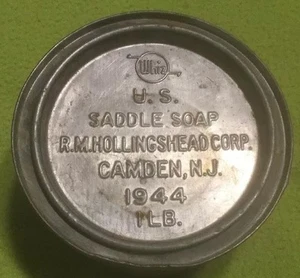 Whiz
U. S.
SADDLE SOAP
R.M. HOLLINGSHEAD CORP.
CAMDEN, N.J.
1944
1 LB.